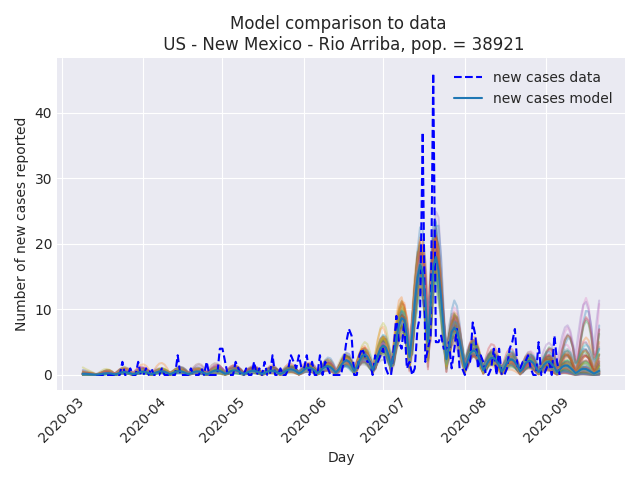 Model comparison to data
US - New Mexico - Rio Arriba, pop. = 38921
new cases data
new cases model
Number of new cases reported
40
30
20
10
0
2020-03
2020-04
2020-05
2020-06
2020-07
2020-08
2020-09
Day